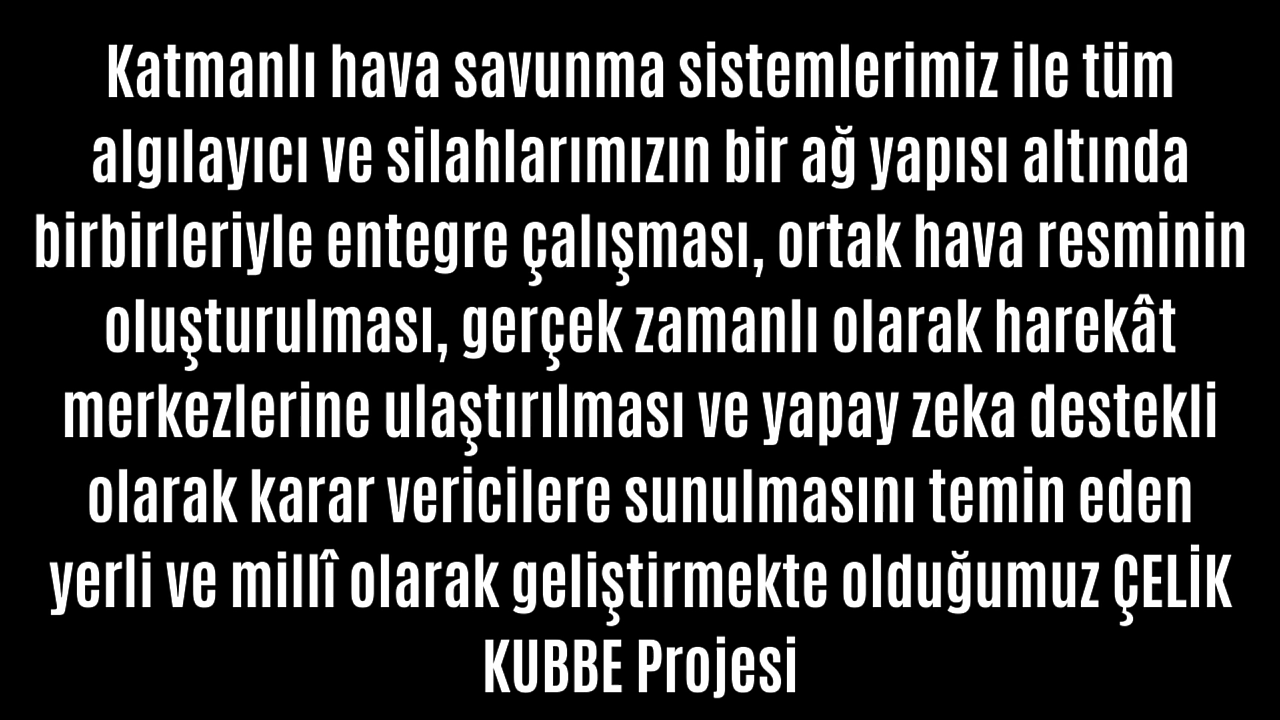 Katmanlı hava savunma sistemlerimiz ile tüm
algılayıcı ve silahlarımızın bir ağ yapısı altında
birbirleriyle entegre çalışması, ortak hava resminin
oluşturulması, gerçek zamanlı olarak harekât
merkezlerine ulaştırılması ve yapay zeka destekli
olarak karar vericilere sunulmasını temin eden
yerli ve millî olarak geliştirmekte olduğumuz ÇELİK
KUBBE Projesi